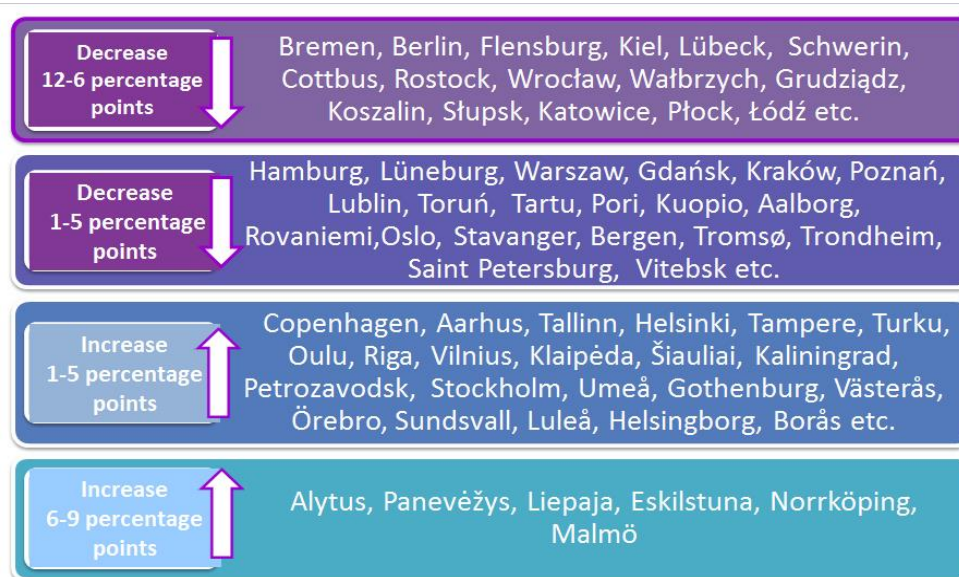 Decrease
12-6 percentage
points
Bremen, Berlin, Flensburg, Kiel, Lübeck, Schwerin,
Cottbus, Rostock, Wrocław, Wałbrzych, Grudziądz,
Koszalin, Słupsk, Katowice, Płock, Łódź etc.
Decrease
1-5 percentage
points
Hamburg, Lüneburg, Warszaw, Gdańsk, Kraków, Poznań,
Lublin, Toruń, Tartu, Pori, Kuopio, Aalborg,
Rovaniemi,Oslo, Stavanger, Bergen, Tromsø, Trondheim,
Saint Petersburg, Vitebsk etc.
Increase
1-5 percentage
points
Copenhagen, Aarhus, Tallinn, Helsinki, Tampere, Turku,
Oulu, Riga, Vilnius, Klaipėda, Šiauliai, Kaliningrad,
Petrozavodsk, Stockholm, Umeå, Gothenburg, Västerås,
Örebro, Sundsvall, Luleå, Helsingborg, Borås etc.
Increase
6-9 percentage
points
Alytus, Panevėžys, Liepaja, Eskilstuna, Norrköping,
Malmö